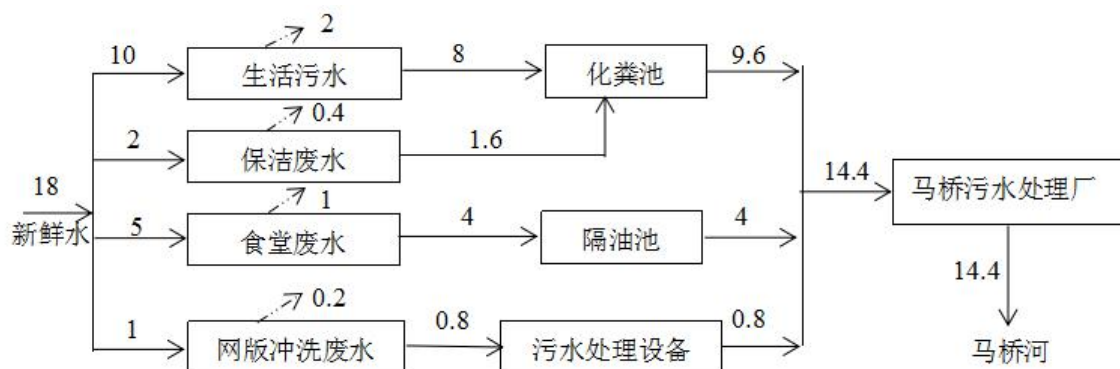 2
10
生活污水
8
化粪池
9.6
0.4
2
保洁废水
1.6
18
新鲜水
14.4
马桥污水处理厂
1
5
食堂废水
4
隔油池
4
14.4
0.2
1
网版冲洗废水
0.8
污水处理设备
0.8
马桥河